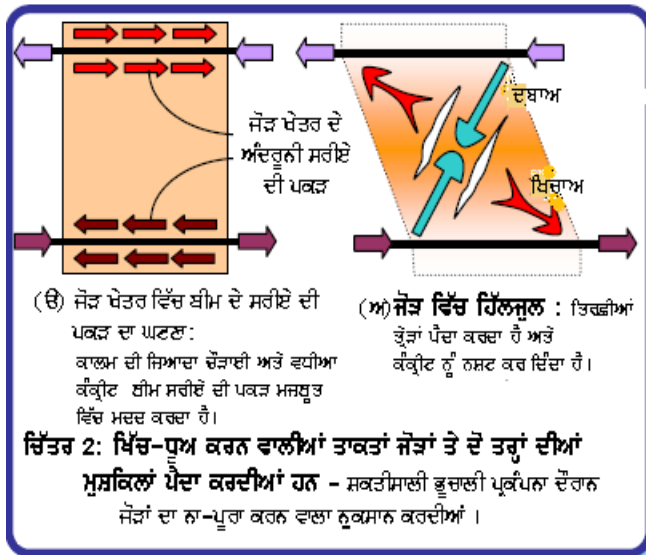 ਜੋੜ ਖੇਤਰ ਦੇ
ਅੰਦਰੂਨੀ ਸਰੀਏ
ਦੀ ਪਕੜ
ਦਬਾਅ
ਖਿਚਾਅ
(ੳ) ਜੋੜ ਖੇਤਰ ਵਿੱਚ ਬੀਮ ਦੇ ਸਰੀਏ ਦੀ
ਪਕੜ ਦਾ ਘਟਣਾ:
ਕਾਲਮ ਦੀ ਜਿਆਦਾ ਚੌੜਾਈ ਅਤੇ ਵਧੀਆ
ਕੰਕ੍ਰੀਟ ਬੀਮ ਸਰੀਏ ਦੀ ਪਕੜ ਮਜਬੂਤ
ਵਿੱਚ ਮਦਦ ਕਰਦਾ ਹੈ।
(ਅ) ਜੋੜ ਵਿੱਚ ਹਿੱਲਜੁਲ : ਤਿਰਛੀਆਂ
ਤ੍ਰੇੜਾਂ ਪੈਦਾ ਕਰਦਾ ਹੈ ਅਤੇ
ਕੰਕ੍ਰੀਟ ਨੂੰ ਨਸ਼ਟ ਕਰ ਦਿੰਦਾ ਹੈ।
ਚਿੱਤਰ 2: ਖਿੱਚ-ਧੂਅ ਕਰਨ ਵਾਲੀਆਂ ਤਾਕਤਾਂ ਜੋੜਾਂ ਤੇ ਦੋ ਤਰ੍ਹਾਂ ਦੀਆਂ
ਮੁਸ਼ਕਿਲਾਂ ਪੈਦਾ ਕਰਦੀਆਂ ਹਨ - ਸ਼ਕਤੀਸਾਲੀ ਭੂਚਾਲੀ ਪ੍ਰਕੰਪਨਾ ਦੌਰਾਨ
ਜੋੜਾਂ ਦਾ ਨਾ-ਪੂਰਾ ਕਰਨ ਵਾਲਾ ਨੁਕਸਾਨ ਕਰਦੀਆਂ ।